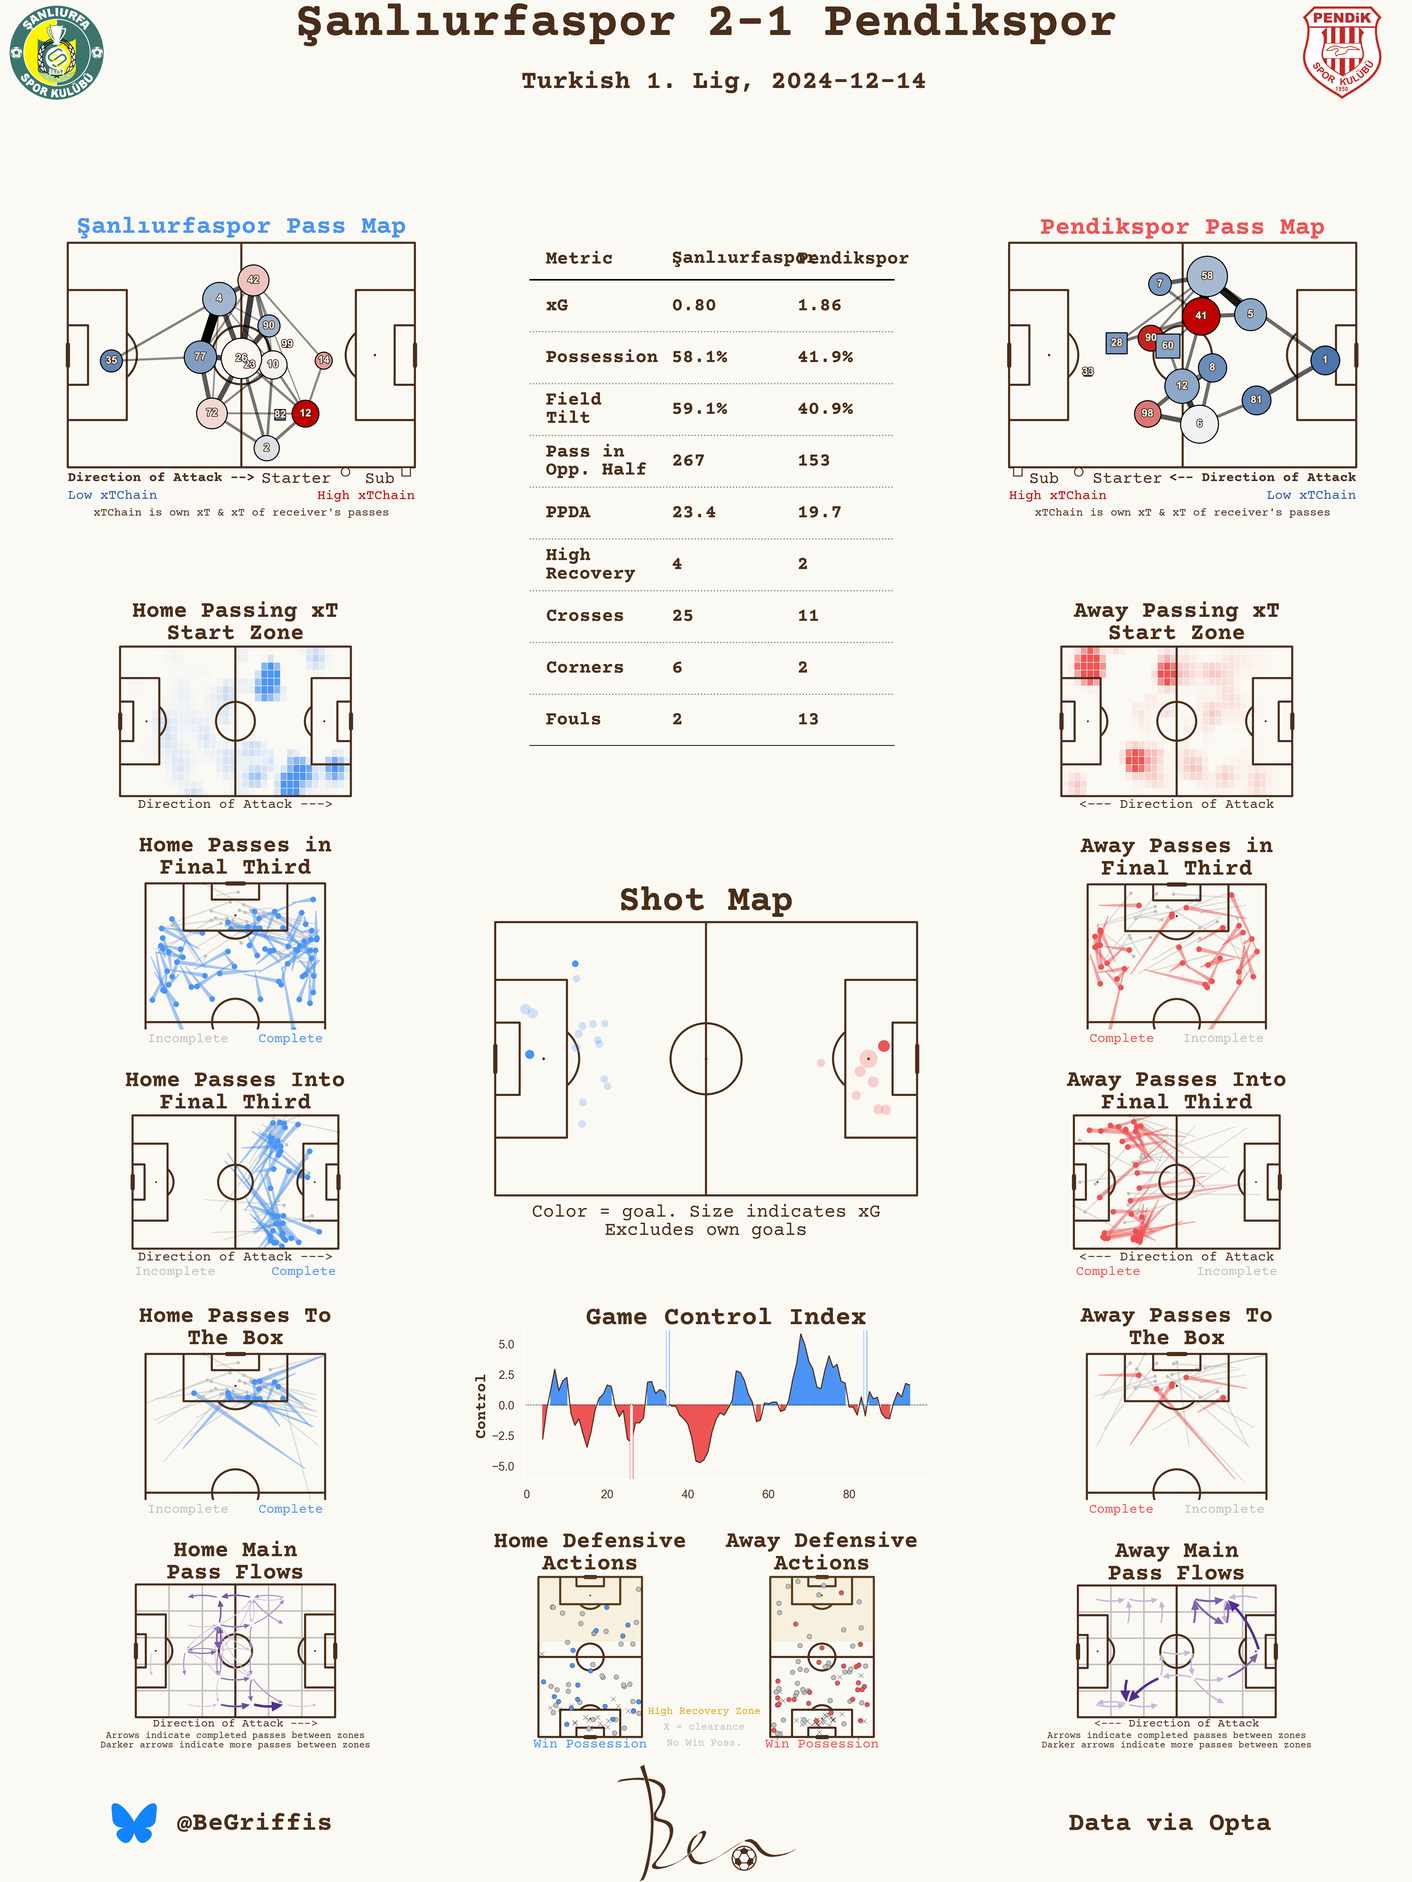 Şanlıurfaspor 2-1 Pendikspor
Turkish 1. Lig, 2024-12-14
ŞANLIURFA
SPOR KULÜBÜ
PENDİK
SPOR KULÜBÜ
1950
Şanlıurfaspor Pass Map
42
4
90
99
77
26
23
10
14
35
72
82
12
2
Direction of Attack --> Starter Sub
Low xTChain High xTChain
xTChain is own xT & xT of receiver's passes
Metric Şanlıurfaspor Pendikspor
xG 0.80 1.86
Possession 58.1% 41.9%
Field
Tilt 59.1% 40.9%
Pass in
Opp. Half 267 153
PPDA 23.4 19.7
High
Recovery 4 2
Crosses 25 11
Corners 6 2
Fouls 2 13
Pendikspor Pass Map
7
58
41
5
28
90
60
33
8
1
12
81
98
6
Sub Starter <-- Direction of Attack
High xTChain Low xTChain
xTChain is own xT & xT of receiver's passes
Home Passing xT
Start Zone
Direction of Attack --->
Away Passing xT
Start Zone
<--- Direction of Attack
Home Passes in
Final Third
Incomplete Complete
Away Passes in
Final Third
Complete Incomplete
Shot Map
Color = goal. Size indicates xG
Excludes own goals
Home Passes Into
Final Third
Direction of Attack --->
Incomplete Complete
Away Passes Into
Final Third
<--- Direction of Attack
Complete Incomplete
Home Passes To
The Box
Incomplete Complete
Game Control Index
Control
5.0
2.5
0.0
−2.5
−5.0
0 20 40 60 80
Away Passes To
The Box
Complete Incomplete
Home Main
Pass Flows
Direction of Attack --->
Arrows indicate completed passes between zones
Darker arrows indicate more passes between zones
Home Defensive
Actions
Win Possession
Away Defensive
Actions
Win Possession
High Recovery Zone
X = clearance
No Win Poss.
Away Main
Pass Flows
<--- Direction of Attack
Arrows indicate completed passes between zones
Darker arrows indicate more passes between zones
@BeGriffis
Ben
Data via Opta